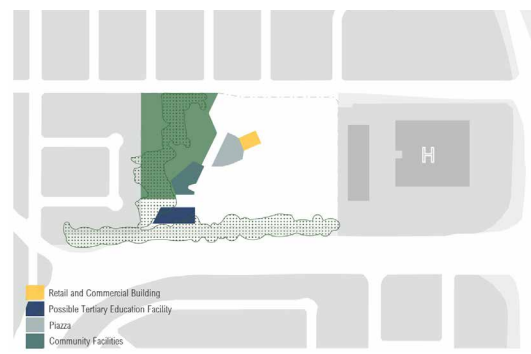 H
Retail and Commercial Building
Possible Tertiary Education Facility
Piazza
Community Facilities